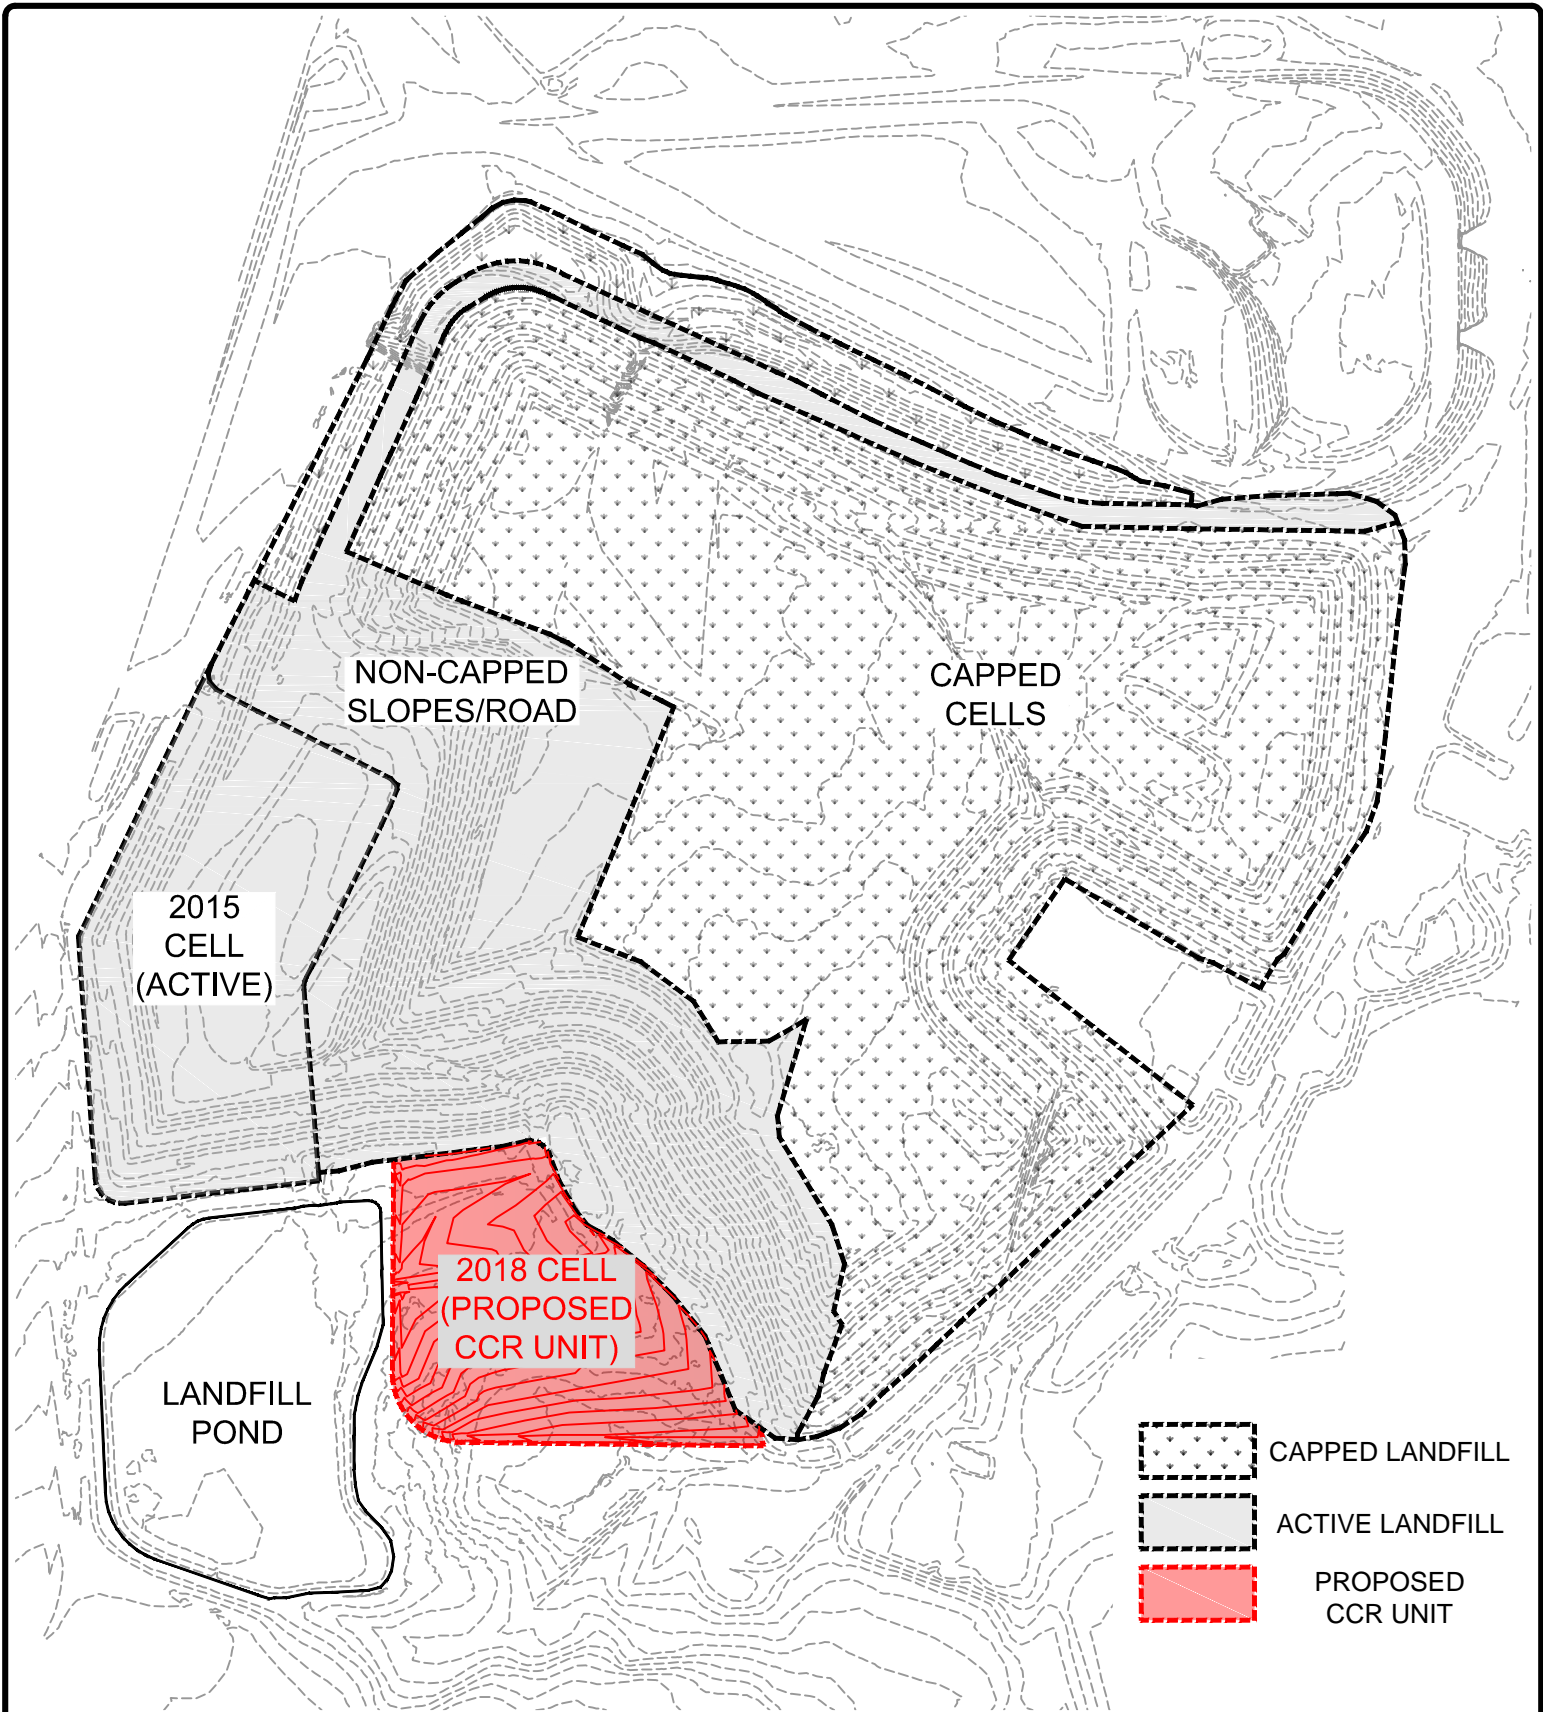 NON-CAPPED
SLOPES/ROAD
CAPPED
CELLS
2015
CELL
(ACTIVE)
2018 CELL
(PROPOSED
CCR UNIT)
LANDFILL
POND
CAPPED LANDFILL
ACTIVE LANDFILL
PROPOSED
CCR UNIT